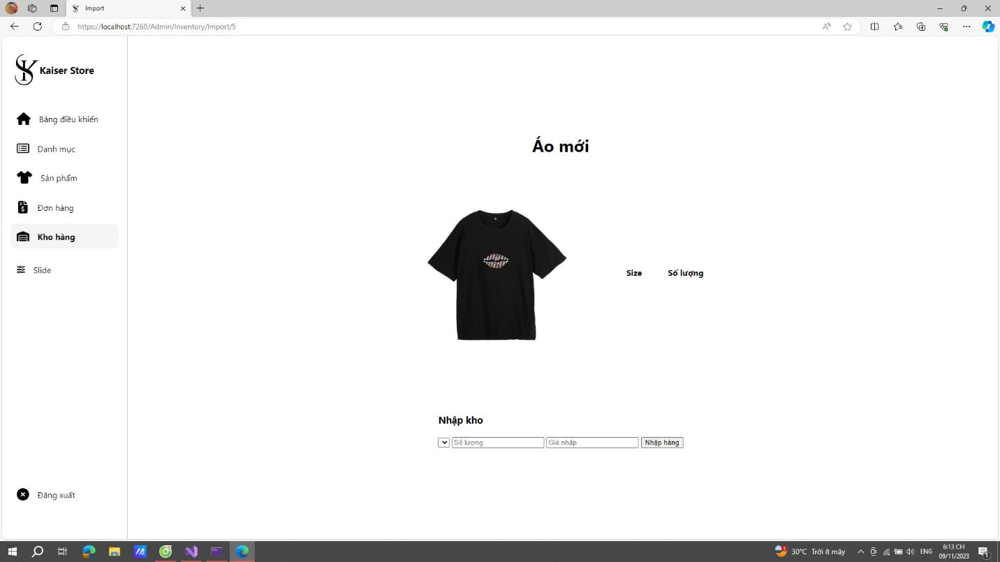 Import
https://localhost:7260/Admin/Inventory/Import/5
Kaiser Store
Bảng điều khiển
Danh mục
Sản phẩm
Đơn hàng
Kho hàng
Slide
Đăng xuất
Áo mới
Size Số lượng
Nhập kho
Số lượng Giá nhập Nhập hàng
30°C Trời ít mây ENG 6:13 CH
09/11/2023